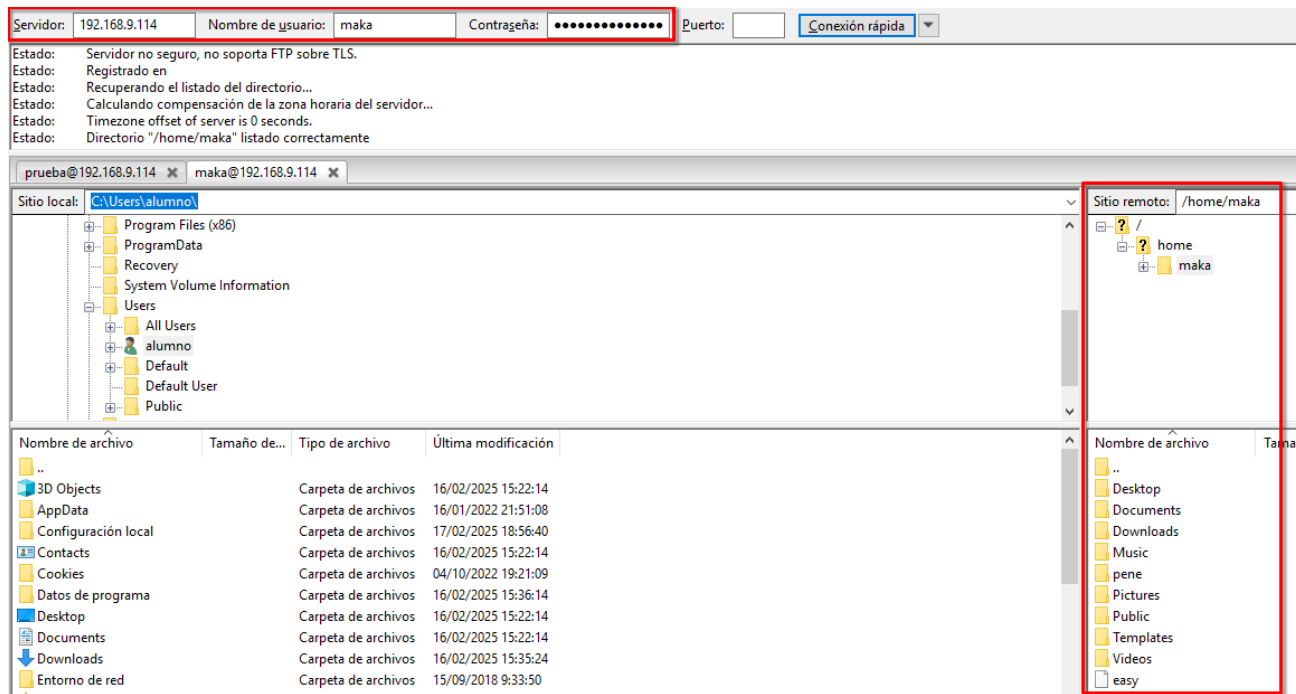 Servidor: 192.168.9.114 Nombre de usuario: maka Contraseña: ●●●●●●●●●●●●●● Puerto: Conexión rápida
Estado: Servidor no seguro, no soporta FTP sobre TLS.
Estado: Registrado en
Estado: Recuperando el listado del directorio...
Estado: Calculando compensación de la zona horaria del servidor...
Estado: Timezone offset of server is 0 seconds.
Estado: Directorio "/home/maka" listado correctamente
prueba@192.168.9.114 maka@192.168.9.114
Sitio local: C:\Users\alumno\
Program Files (x86)
ProgramData
Recovery
System Volume Information
Users
All Users
alumno
Default
Default User
Public
Nombre de archivo Tamaño de... Tipo de archivo Última modificación
..
3D Objects Carpeta de archivos 16/02/2025 15:22:14
AppData Carpeta de archivos 16/01/2022 21:51:08
Configuración local Carpeta de archivos 17/02/2025 18:56:40
Contacts Carpeta de archivos 16/02/2025 15:22:14
Cookies Carpeta de archivos 04/10/2022 19:21:09
Datos de programa Carpeta de archivos 16/02/2025 15:36:14
Desktop Carpeta de archivos 16/02/2025 15:22:14
Documents Carpeta de archivos 16/02/2025 15:22:14
Downloads Carpeta de archivos 16/02/2025 15:35:24
Entorno de red Carpeta de archivos 15/09/2018 9:33:50
Sitio remoto: /home/maka
/
home
maka
Nombre de archivo Tama
..
Desktop
Documents
Downloads
Music
pene
Pictures
Public
Templates
Videos
easy